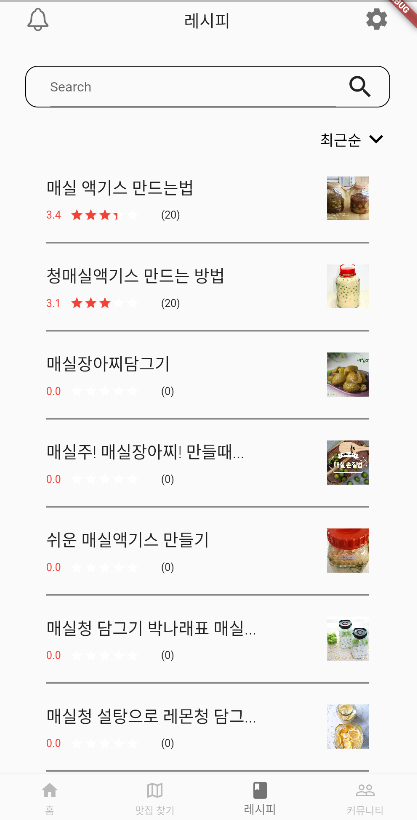 레시피
Search
최근순
매실 액기스 만드는법
3.4 (20)
청매실액기스 만드는 방법
3.1 (20)
매실장아찌담그기
0.0 (0)
매실주! 매실장아찌! 만들때...
0.0 (0)
쉬운 매실액기스 만들기
0.0 (0)
매실청 담그기 박나래표 매실...
0.0 (0)
매실청 설탕으로 레몬청 담그...
0.0 (0)
홈 맛집 찾기 레시피 커뮤니티